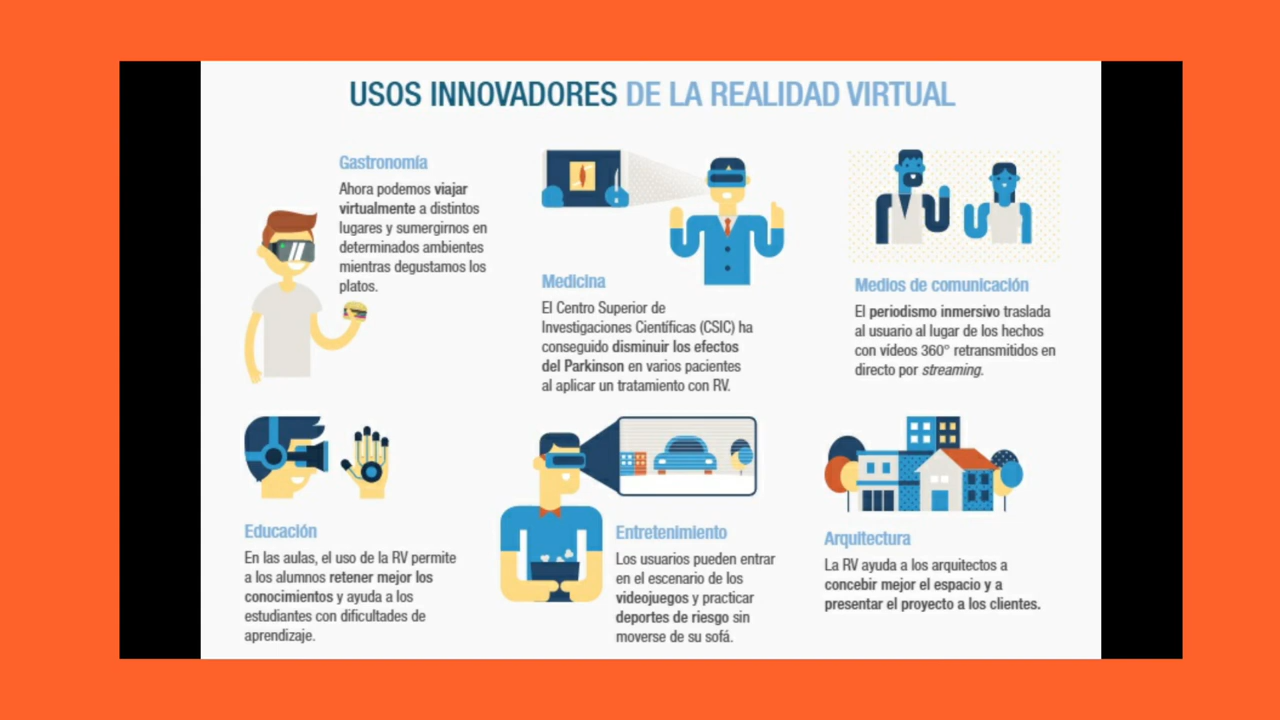 USOS INNOVADORES DE LA REALIDAD VIRTUAL
Gastronomía
Ahora podemos viajar
virtualmente a distintos
lugares y sumergirnos en
determinados ambientes
mientras degustamos los
platos.
Medicina
El Centro Superior de
Investigaciones Científicas (CSIC) ha
conseguido disminuir los efectos
del Parkinson en varios pacientes
al aplicar un tratamiento con RV.
Medios de comunicación
El periodismo inmersivo traslada
al usuario al lugar de los hechos
con vídeos 360° retransmitidos en
directo por streaming.
Educación
En las aulas, el uso de la RV permite
a los alumnos retener mejor los
conocimientos y ayuda a los
estudiantes con dificultades de
aprendizaje.
Entretenimiento
Los usuarios pueden entrar
en el escenario de los
videojuegos y practicar
deportes de riesgo sin
moverse de su sofá.
Arquitectura
La RV ayuda a los arquitectos a
concebir mejor el espacio y a
presentar el proyecto a los clientes.